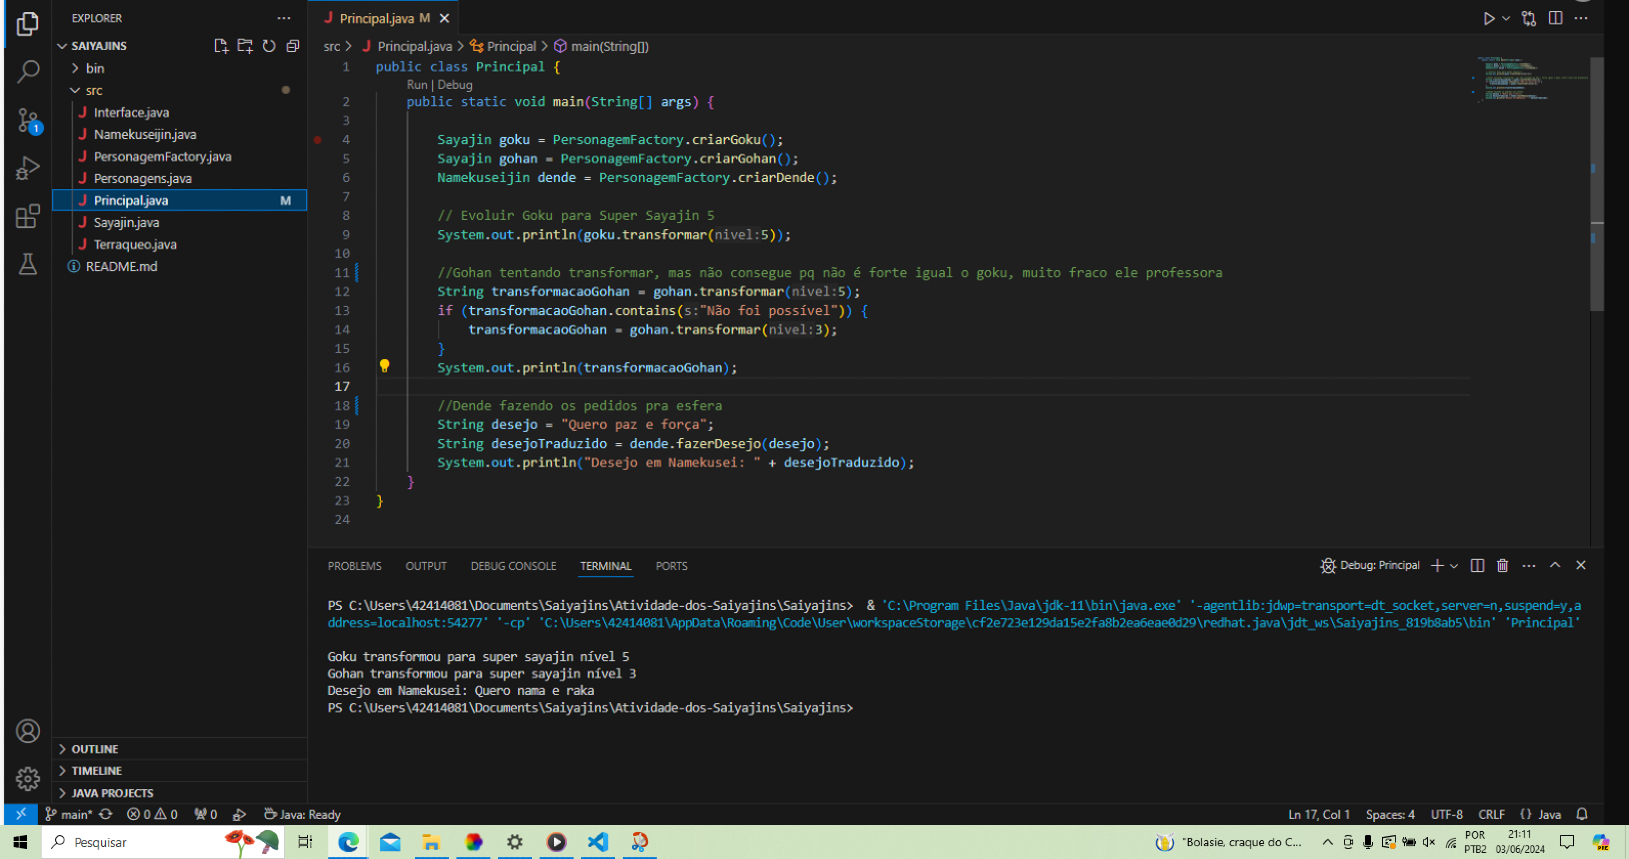 EXPLORER
SAIYAJINS
bin
src
Interface.java
Namekuseijin.java
PersonagemFactory.java
Personagens.java
Principal.java M
Sayajin.java
Terraqueo.java
README.md
OUTLINE
TIMELINE
JAVA PROJECTS
1
Principal.java M
src > Principal.java > Principal > main(String[])
1 public class Principal {
Run | Debug
2 public static void main(String[] args) {
3
4 Sayajin goku = PersonagemFactory.criarGoku();
5 Sayajin gohan = PersonagemFactory.criarGohan();
6 Namekuseijin dende = PersonagemFactory.criarDende();
7
8 // Evoluir Goku para Super Sayajin 5
9 System.out.println(goku.transformar(nivel:5));
10
11 //Gohan tentando transformar, mas não consegue pq não é forte igual o goku, muito fraco ele professora
12 String transformacaoGohan = gohan.transformar(nivel:5);
13 if (transformacaoGohan.contains(s:"Não foi possível")) {
14 transformacaoGohan = gohan.transformar(nivel:3);
15 }
16 System.out.println(transformacaoGohan);
17
18 //Dende fazendo os pedidos pra esfera
19 String desejo = "Quero paz e força";
20 String desejoTraduzido = dende.fazerDesejo(desejo);
21 System.out.println("Desejo em Namekusei: " + desejoTraduzido);
22 }
23 }
24
PROBLEMS OUTPUT DEBUG CONSOLE TERMINAL PORTS
Debug: Principal
PS C:\Users\42414081\Documents\Saiyajins\Atividade-dos-Saiyajins\Saiyajins> & 'C:\Program Files\Java\jdk-11\bin\java.exe' '-agentlib:jdwp=transport=dt_socket,server=n,suspend=y,a
ddress=localhost:54277' '-cp' 'C:\Users\42414081\AppData\Roaming\Code\User\workspaceStorage\cf2e723e129da15e2fa8b2ea6eae0d29\redhat.java\jdt_ws\Saiyajins_819b8ab5\bin' 'Principal'
Goku transformou para super sayajin nível 5
Gohan transformou para super sayajin nível 3
Desejo em Namekusei: Quero nama e raka
PS C:\Users\42414081\Documents\Saiyajins\Atividade-dos-Saiyajins\Saiyajins>
main* 0 0 0 Java: Ready Ln 17, Col 1 Spaces: 4 UTF-8 CRLF {} Java
Pesquisar "Bolasie, craque do C... POR 21:11
PTB2 03/06/2024